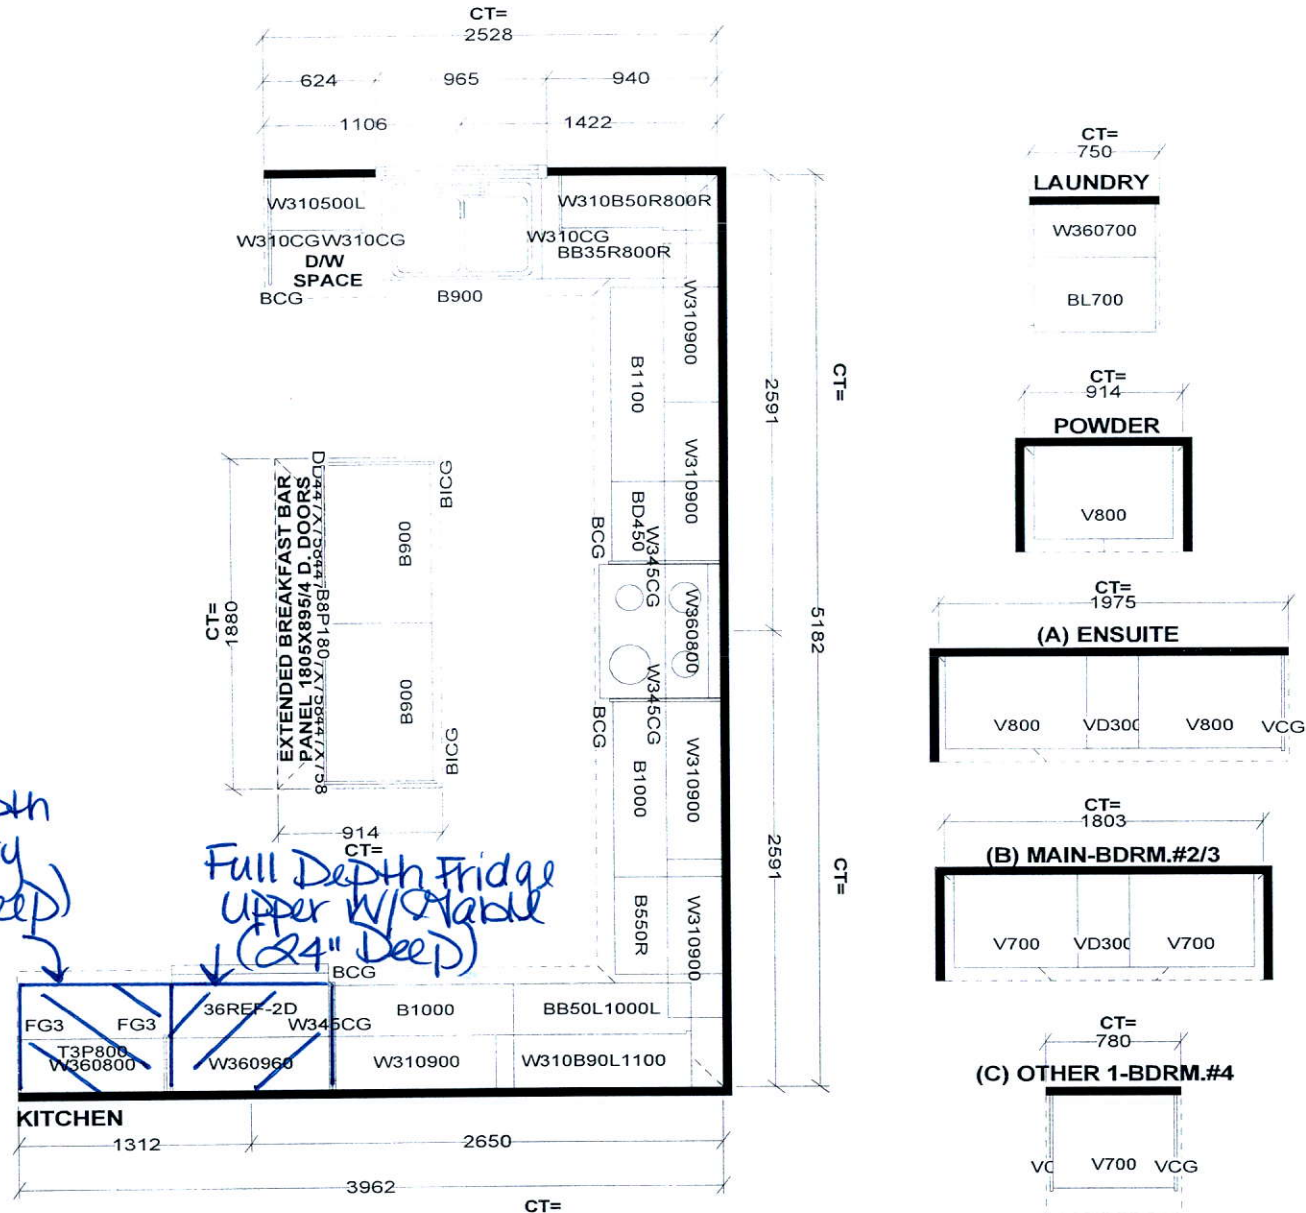 CT=
2528
624
965
940
1106
1422
W310500L
W310B50R800R
W310CG
W310CG
W310CG
D/W
SPACE
BB35R800R
BCG
B900
W310900
B1100
2591
CT=
W310900
BD450
BCG
W345CG
W360800
5182
W345CG
BCG
B1000
W310900
2591
CT=
B550R
W310900
CT=
1880
EXTENDED BREAKFAST BAR
PANEL 1805X895/4 D. DOORS
B8P180
BICG
B900
B900
BICG
914
CT=
Full Depth Fridge
Upper W/
(24" Deep)
BCG
FG3
FG3
T3P800
W360800
36REF-2D
W345CG
W360960
B1000
BB50L1000L
W310900
W310B90L1100
KITCHEN
1312
2650
3962
CT=
CT=
750
LAUNDRY
W360700
BL700
CT=
914
POWDER
V800
CT=
1975
(A) ENSUITE
V800
VD300
V800
VCG
CT=
1803
(B) MAIN-BDRM.#2/3
V700
VD300
V700
CT=
780
(C) OTHER 1-BDRM.#4
V700
VCG